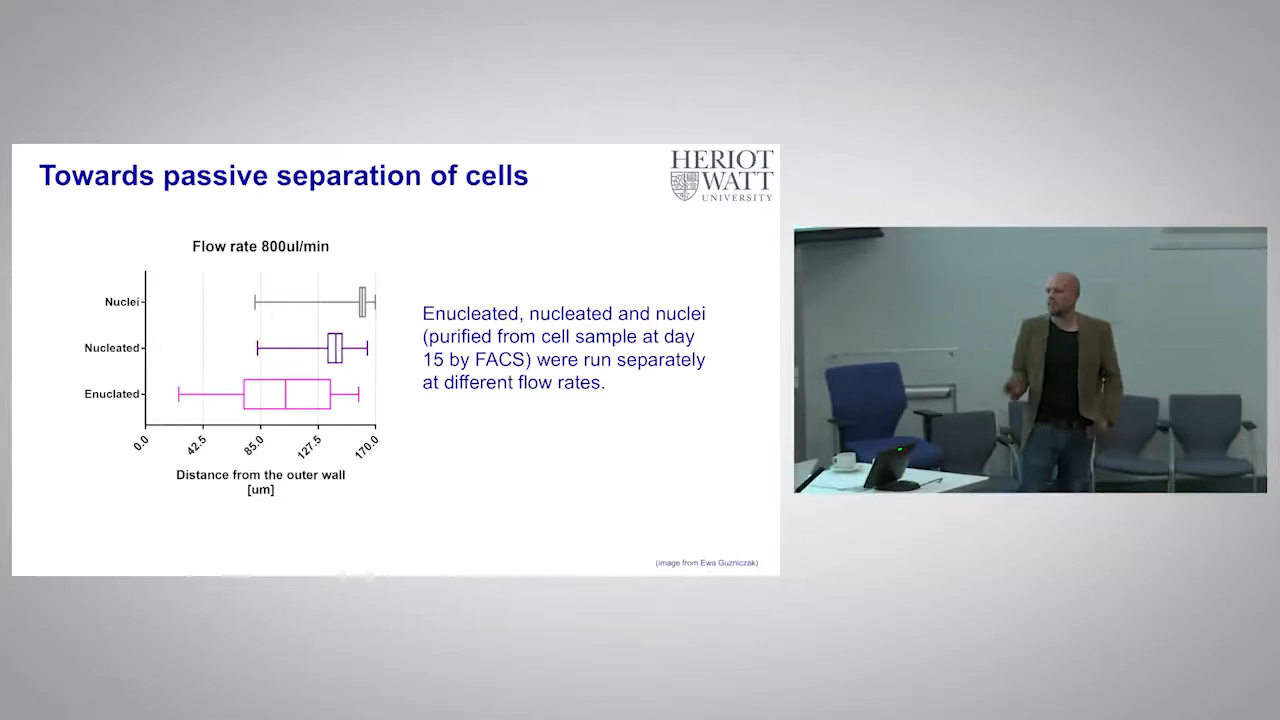 Towards passive separation of cells
HERIOT
WATT
UNIVERSITY
Flow rate 800ul/min
Nuclei
Nucleated
Enuclated
0.0
42.5
85.0
127.5
170.0
Distance from the outer wall
[um]
Enucleated, nucleated and nuclei
(purified from cell sample at day
15 by FACS) were run separately
at different flow rates.
(image from Ewa Guzniczak)